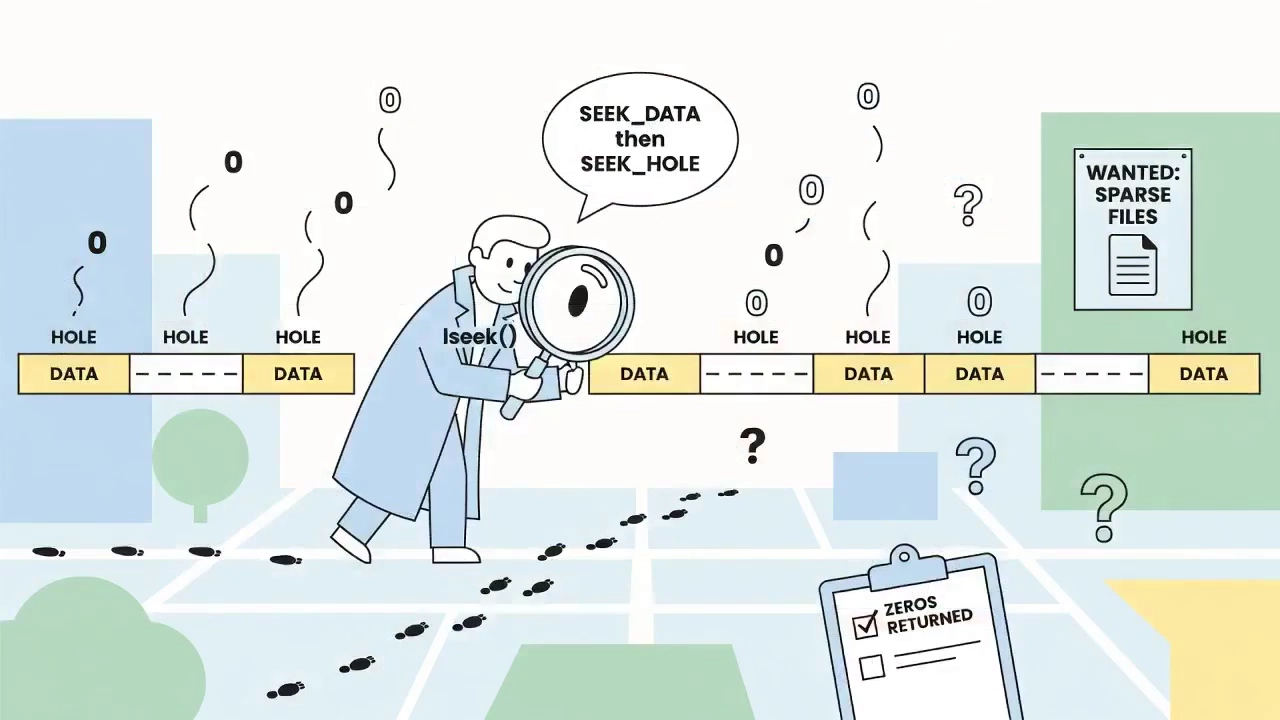 0
0
0
SEEK_DATA
then
SEEK_HOLE
0
0
?
WANTED:
SPARSE
FILES
0
0
0
0
0
HOLE
HOLE
HOLE
lseek()
HOLE
HOLE
HOLE
HOLE
DATA
DATA
DATA
DATA
DATA
DATA
?
?
?
ZEROS
RETURNED